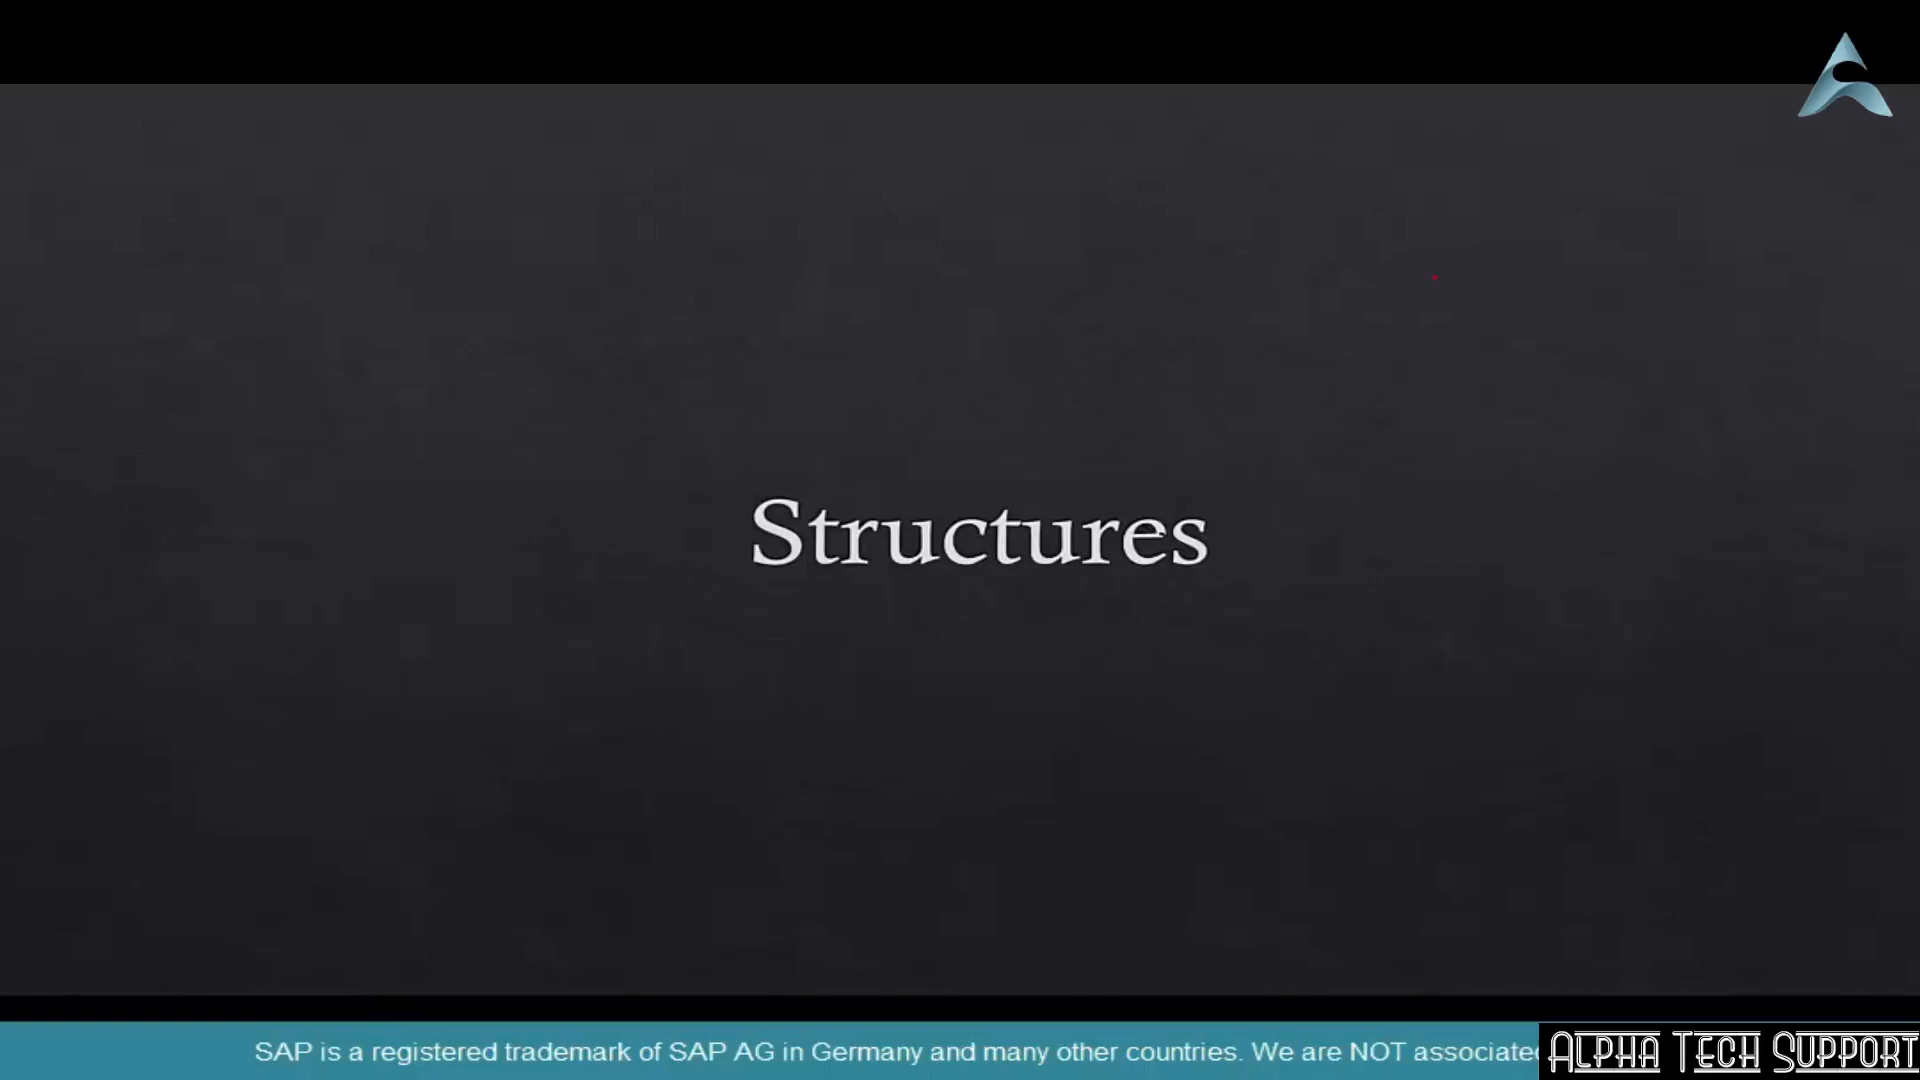 Structures
SAP is a registered trademark of SAP AG in Germany and many other countries. We are NOT associated
Alpha Tech Support